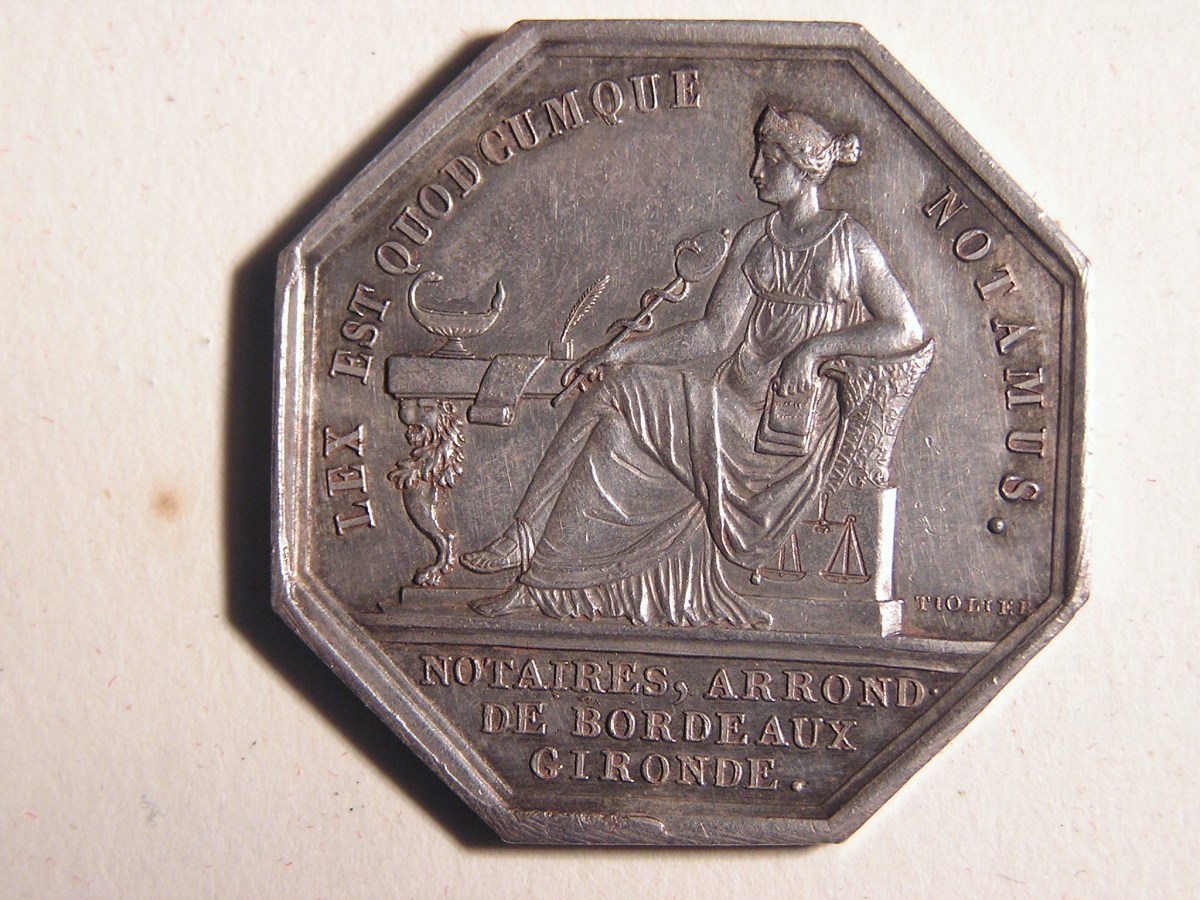 LEX EST QUODCUMQUE NOTAMUS.
TIOLIER
NOTAIRES, ARROND.
DE BORDEAUX
GIRONDE.